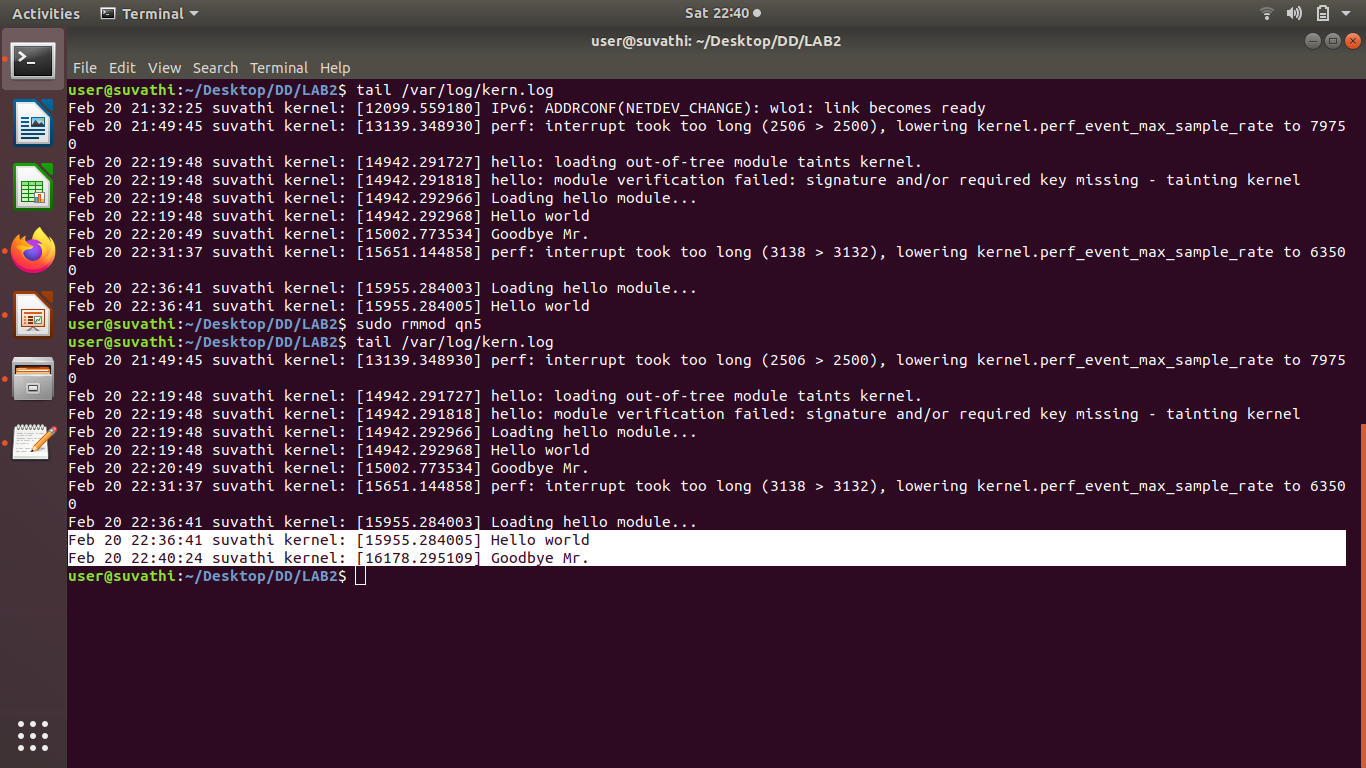 Activities
Terminal
Sat 22:40
user@suvathi: ~/Desktop/DD/LAB2
File Edit View Search Terminal Help
user@suvathi:~/Desktop/DD/LAB2$ tail /var/log/kern.log
Feb 20 21:32:25 suvathi kernel: [12099.559180] IPv6: ADDRCONF(NETDEV_CHANGE): wlo1: link becomes ready
Feb 20 21:49:45 suvathi kernel: [13139.348930] perf: interrupt took too long (2506 > 2500), lowering kernel.perf_event_max_sample_rate to 7975
0
Feb 20 22:19:48 suvathi kernel: [14942.291727] hello: loading out-of-tree module taints kernel.
Feb 20 22:19:48 suvathi kernel: [14942.291818] hello: module verification failed: signature and/or required key missing - tainting kernel
Feb 20 22:19:48 suvathi kernel: [14942.292966] Loading hello module...
Feb 20 22:19:48 suvathi kernel: [14942.292968] Hello world
Feb 20 22:20:49 suvathi kernel: [15002.773534] Goodbye Mr.
Feb 20 22:31:37 suvathi kernel: [15651.144858] perf: interrupt took too long (3138 > 3132), lowering kernel.perf_event_max_sample_rate to 6350
0
Feb 20 22:36:41 suvathi kernel: [15955.284003] Loading hello module...
Feb 20 22:36:41 suvathi kernel: [15955.284005] Hello world
user@suvathi:~/Desktop/DD/LAB2$ sudo rmmod qn5
user@suvathi:~/Desktop/DD/LAB2$ tail /var/log/kern.log
Feb 20 21:49:45 suvathi kernel: [13139.348930] perf: interrupt took too long (2506 > 2500), lowering kernel.perf_event_max_sample_rate to 7975
0
Feb 20 22:19:48 suvathi kernel: [14942.291727] hello: loading out-of-tree module taints kernel.
Feb 20 22:19:48 suvathi kernel: [14942.291818] hello: module verification failed: signature and/or required key missing - tainting kernel
Feb 20 22:19:48 suvathi kernel: [14942.292966] Loading hello module...
Feb 20 22:19:48 suvathi kernel: [14942.292968] Hello world
Feb 20 22:20:49 suvathi kernel: [15002.773534] Goodbye Mr.
Feb 20 22:31:37 suvathi kernel: [15651.144858] perf: interrupt took too long (3138 > 3132), lowering kernel.perf_event_max_sample_rate to 6350
0
Feb 20 22:36:41 suvathi kernel: [15955.284003] Loading hello module...
Feb 20 22:36:41 suvathi kernel: [15955.284005] Hello world
Feb 20 22:40:24 suvathi kernel: [16178.295109] Goodbye Mr.
user@suvathi:~/Desktop/DD/LAB2$